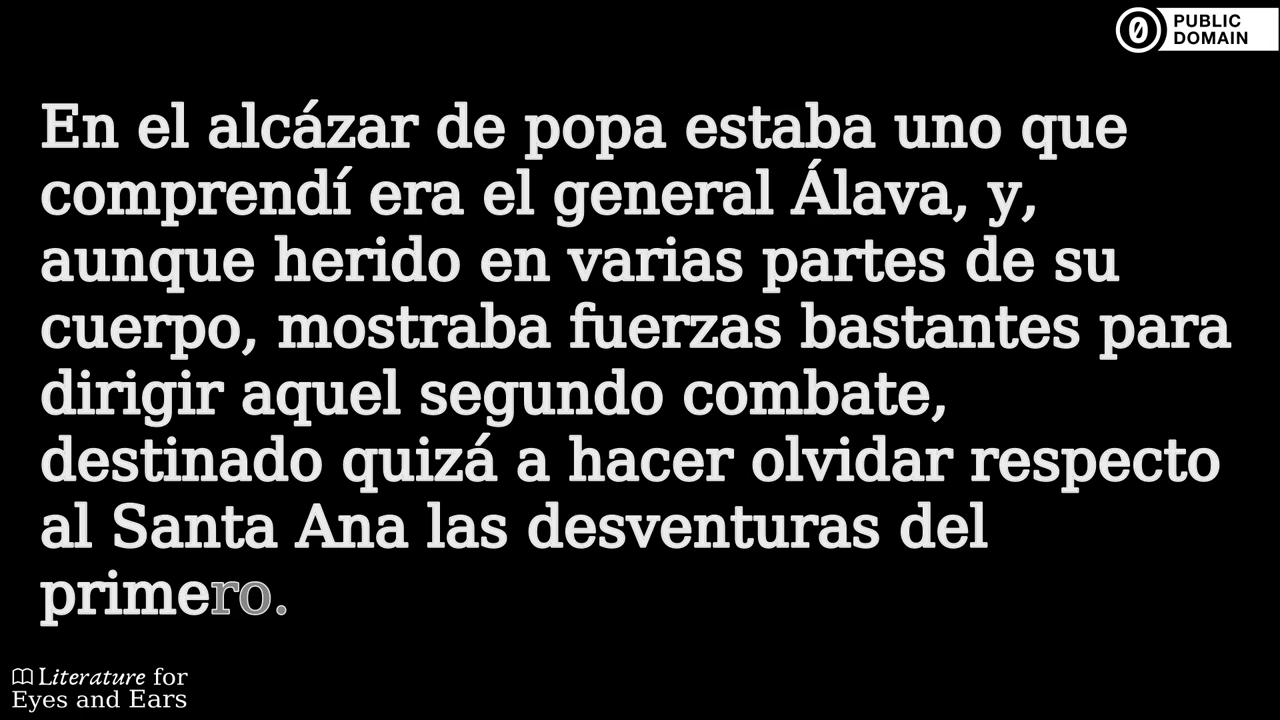 PUBLIC
DOMAIN
En el alcázar de popa estaba uno que
comprendí era el general Álava, y,
aunque herido en varias partes de su
cuerpo, mostraba fuerzas bastantes para
dirigir aquel segundo combate,
destinado quizá a hacer olvidar respecto
al Santa Ana las desventuras del
primero.
Literature for
Eyes and Ears